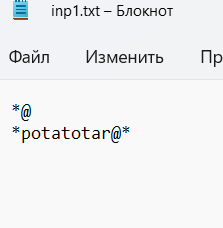 inp1.txt – Блокнот
Файл Изменить Пр
*@
*potatotar@*